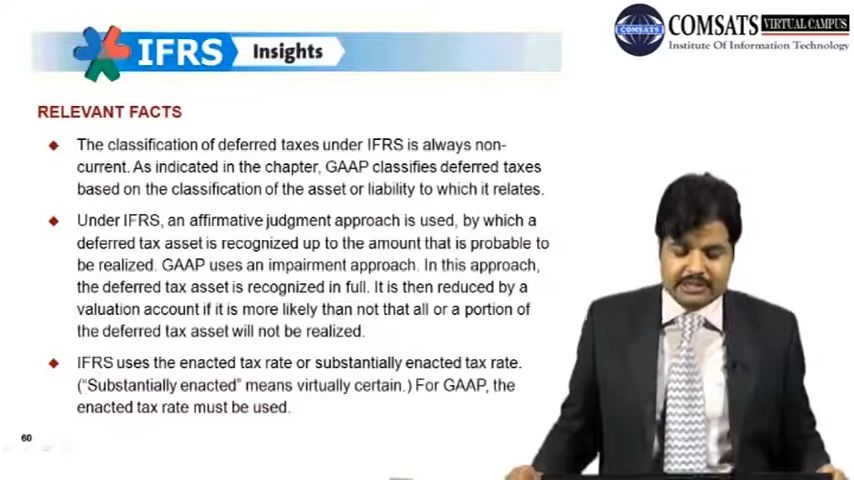 IFRS Insights
COMSATS VIRTUAL CAMPUS
Institute Of Information Technology
COMSATS
RELEVANT FACTS
The classification of deferred taxes under IFRS is always non-
current. As indicated in the chapter, GAAP classifies deferred taxes
based on the classification of the asset or liability to which it relates.
Under IFRS, an affirmative judgment approach is used, by which a
deferred tax asset is recognized up to the amount that is probable to
be realized. GAAP uses an impairment approach. In this approach,
the deferred tax asset is recognized in full. It is then reduced by a
valuation account if it is more likely than not that all or a portion of
the deferred tax asset will not be realized.
IFRS uses the enacted tax rate or substantially enacted tax rate.
(“Substantially enacted” means virtually certain.) For GAAP, the
enacted tax rate must be used.
60